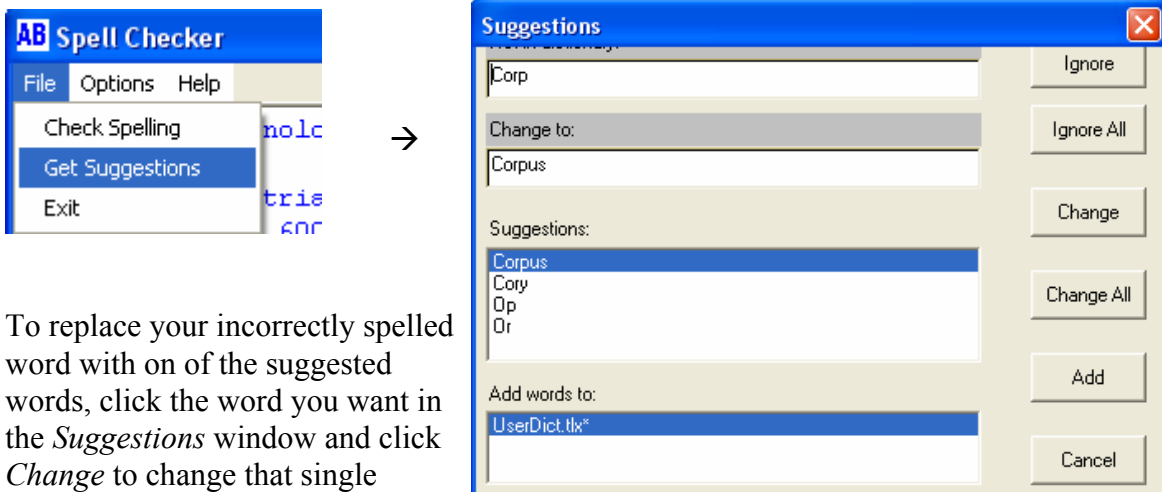 AB Spell Checker
File Options Help
Check Spelling
Get Suggestions
Exit
→
Suggestions
Corp
Ignore
Change to:
Ignore All
Corpus
Change
Suggestions:
Corpus
Cory
Op
Or
Change All
Add
Add words to:
UserDict.tlx*
Cancel
To replace your incorrectly spelled
word with on of the suggested
words, click the word you want in
the Suggestions window and click
Change to change that single